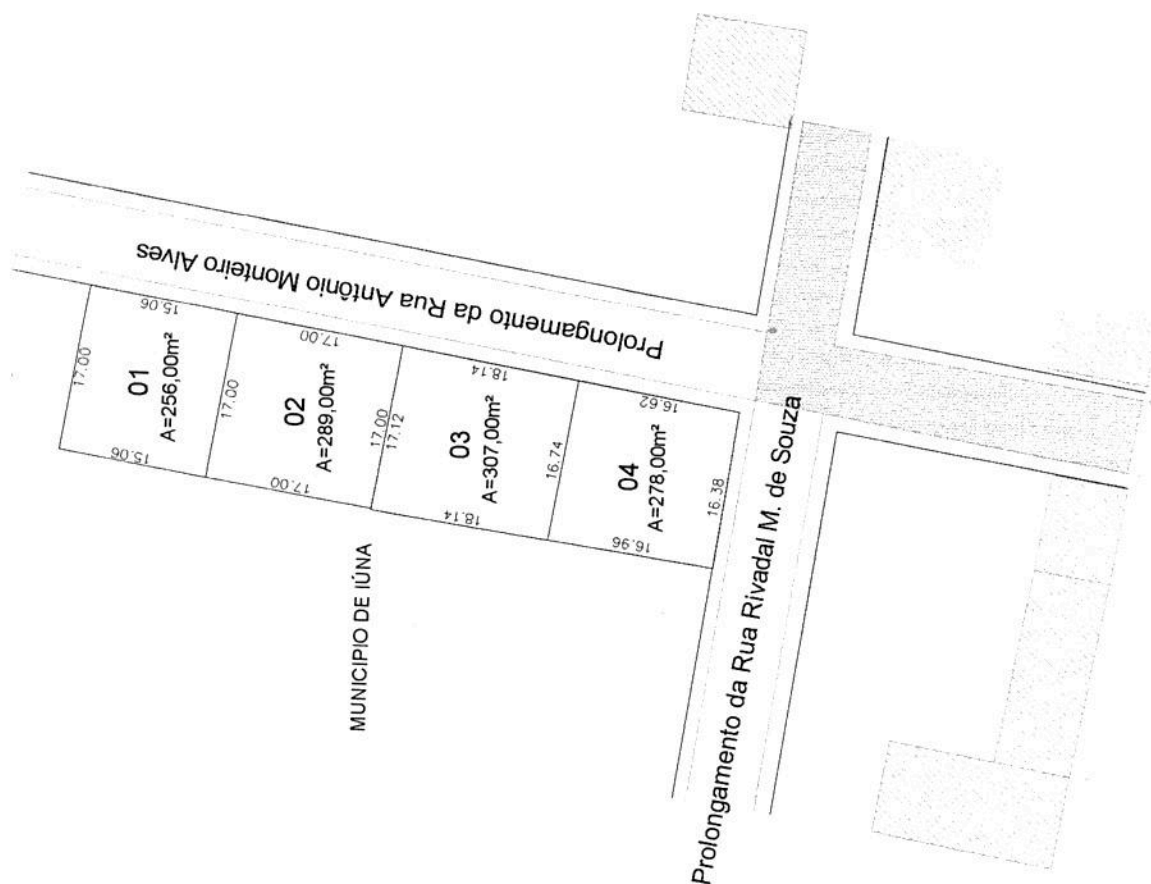 Prolongamento da Rua Antônio Monteiro Alves
15.06
17.00
01
A=256,00m²
17.00
15.06
17.00
02
A=289,00m²
17.00
17.00
17.12
18.14
03
A=307,00m²
16.74
18.14
16.62
04
A=278,00m²
16.38
16.96
MUNICIPIO DE IÚNA
Prolongamento da Rua Rivadal M. de Souza